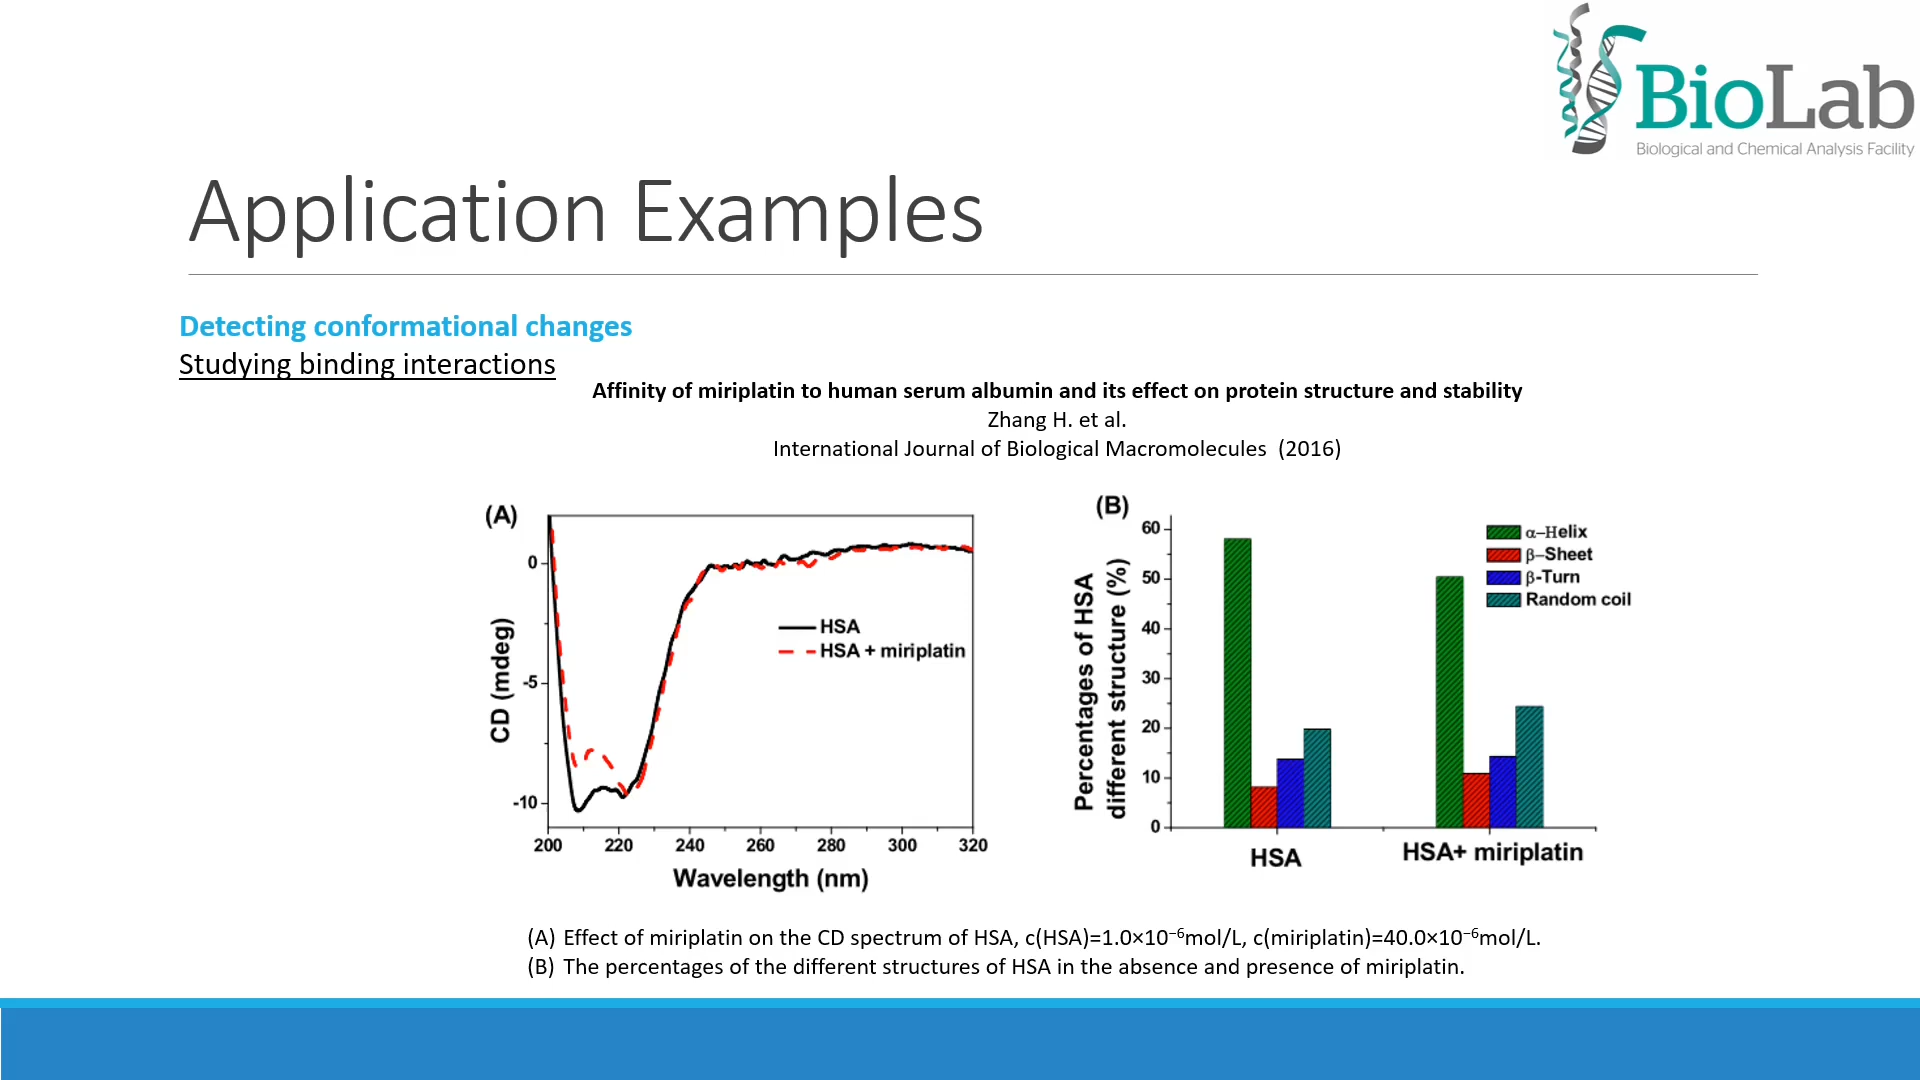 BioLab
Biological and Chemical Analysis Facility
Application Examples
Detecting conformational changes
Studying binding interactions
Affinity of miriplatin to human serum albumin and its effect on protein structure and stability
Zhang H. et al.
International Journal of Biological Macromolecules (2016)
(A)
0
-5
-10
CD (mdeg)
HSA
HSA + miriplatin
200 220 240 260 280 300 320
Wavelength (nm)
(B)
60
50
40
30
20
10
0
Percentages of HSA
different structure (%)
α–Helix
β–Sheet
β-Turn
Random coil
HSA HSA+ miriplatin
(A) Effect of miriplatin on the CD spectrum of HSA, c(HSA)=1.0×10⁻⁶mol/L, c(miriplatin)=40.0×10⁻⁶mol/L.
(B) The percentages of the different structures of HSA in the absence and presence of miriplatin.